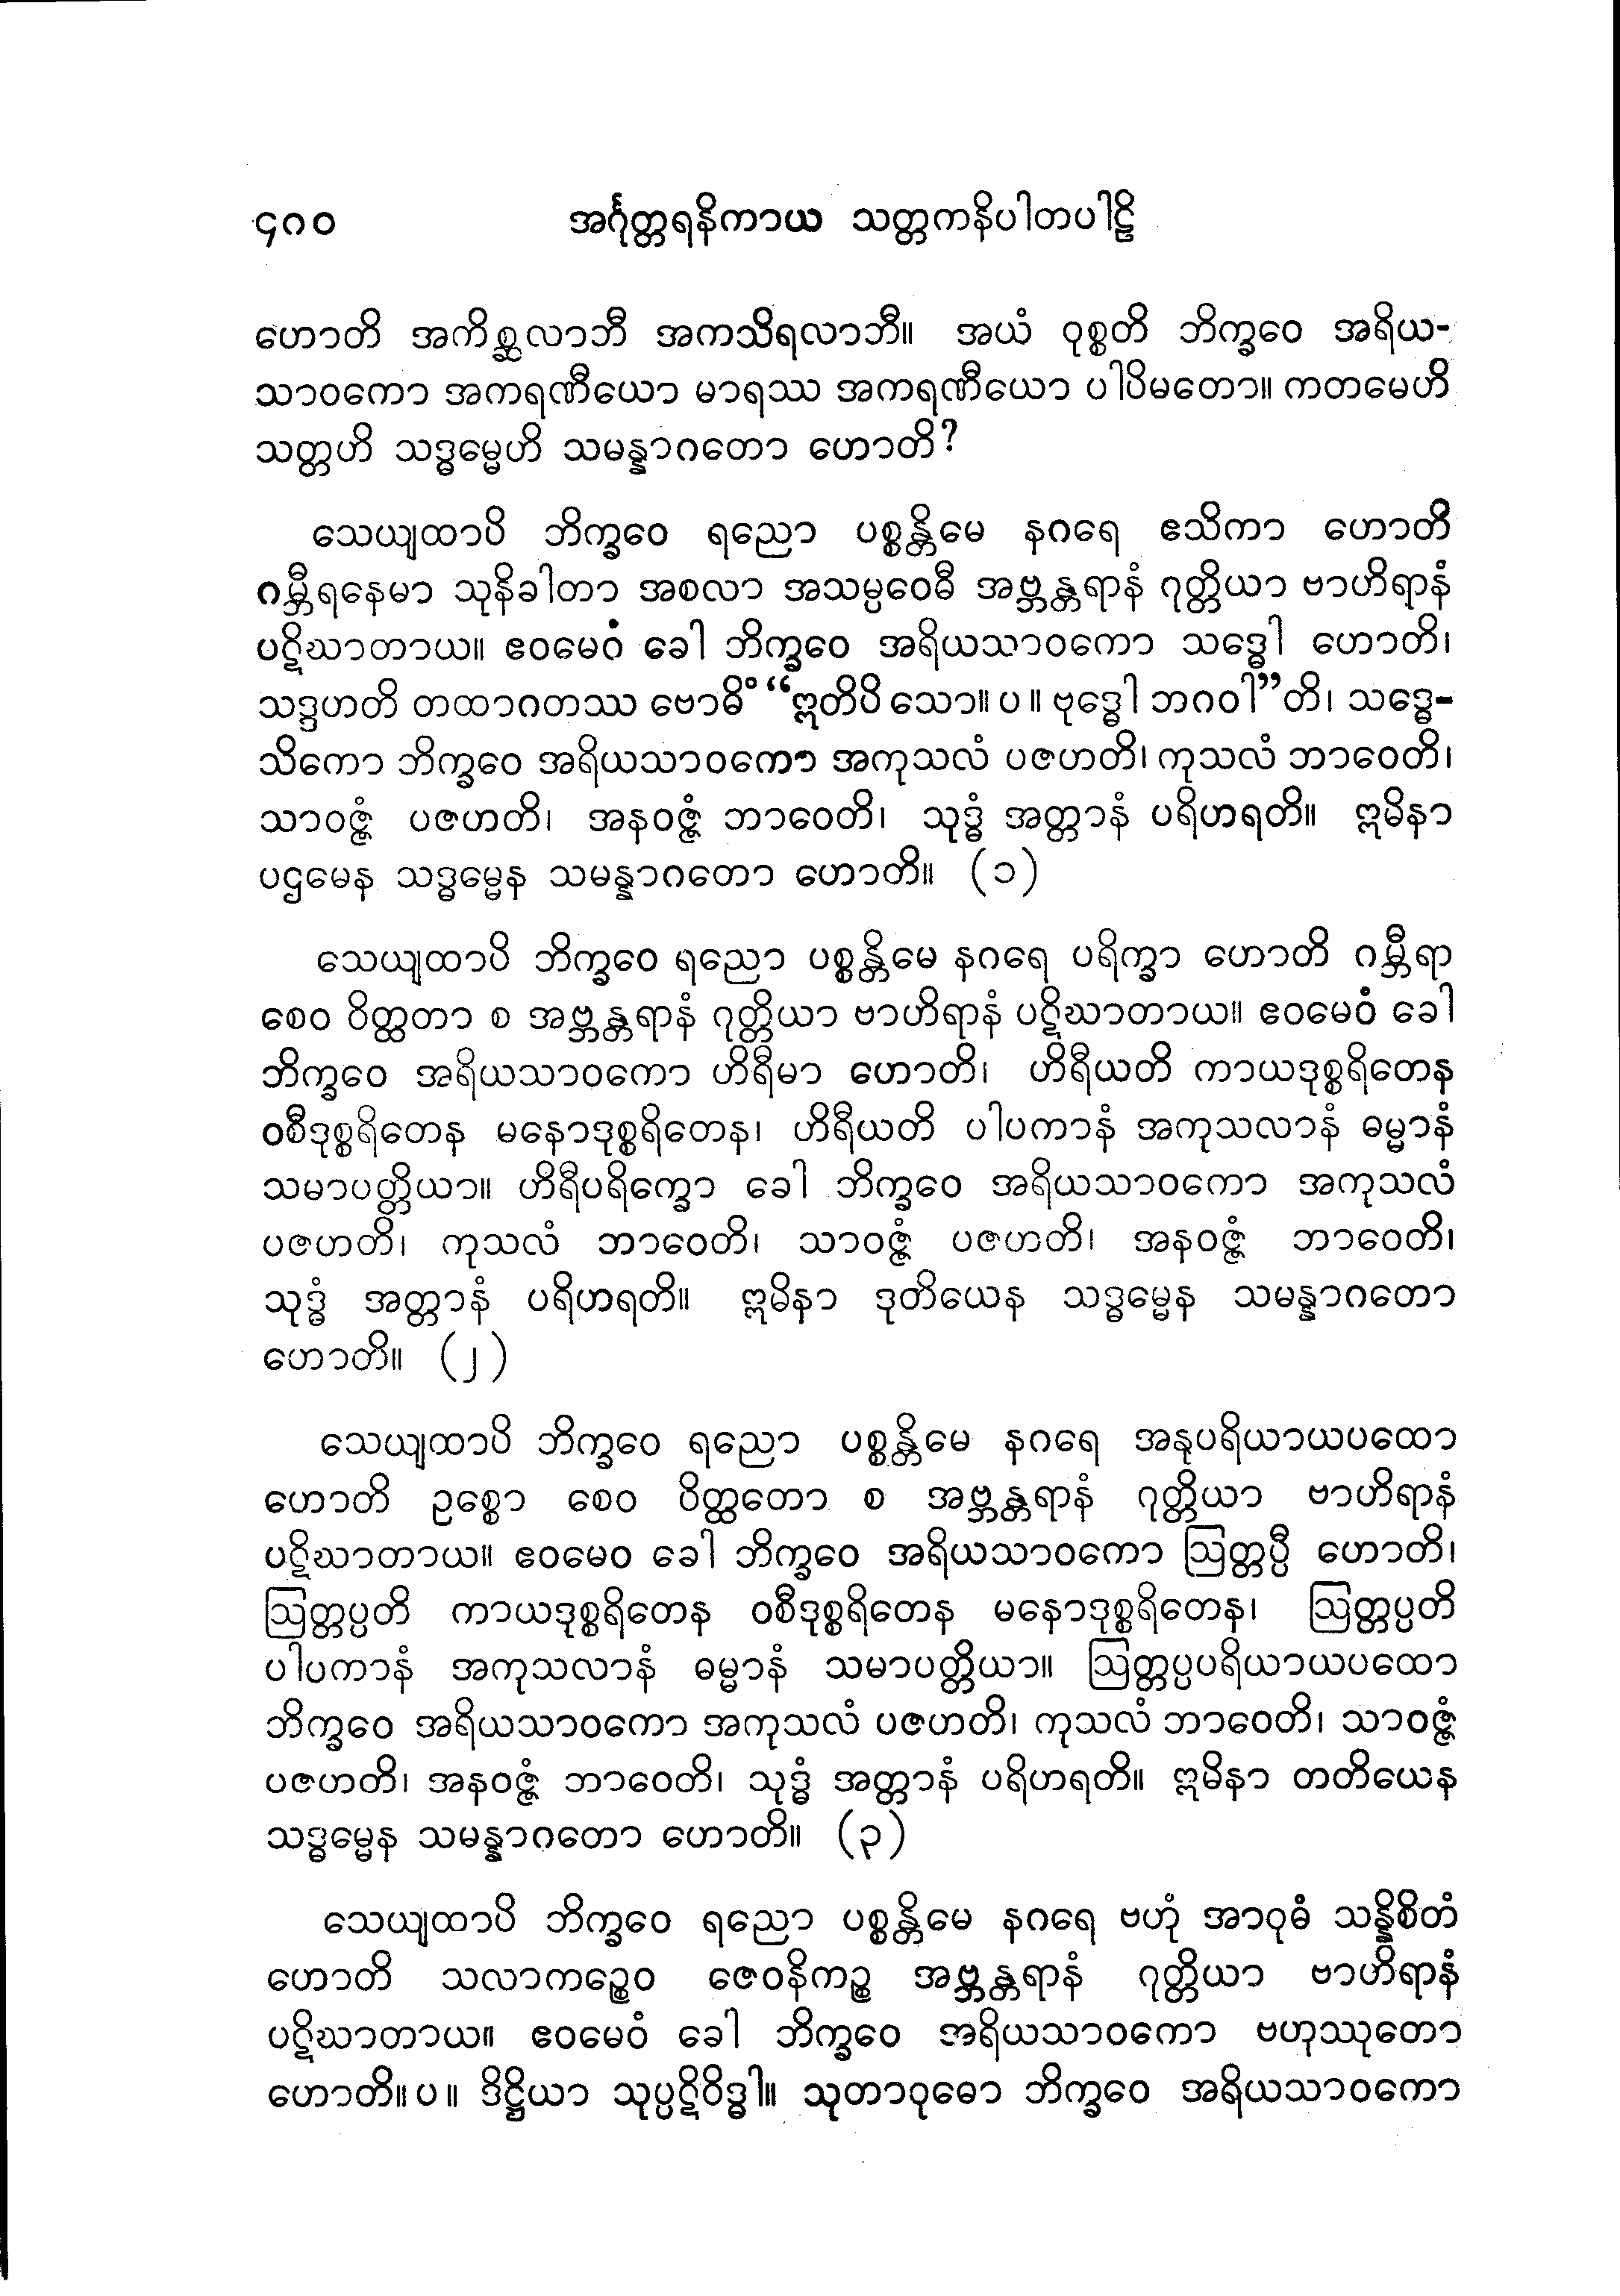 ၄၈၀ အင်္ဂုတ္တရနိကာယ သတ္တကနိပါတပါဠိ
ဟောတိ အကိစ္ဆလာဘီ အကသိရလာဘီ။ အယံ ဝုစ္စတိ ဘိက္ခဝေ အရိယ-
သာဝကော အကရဏီယော မာရဿ အကရဏီယော ပါပိမတော။ ကတမေဟိ
သတ္တဟိ သဒ္ဓမ္မေဟိ သမန္နာဂတော ဟောတိ?
သေယျထာပိ ဘိက္ခဝေ ရညော ပစ္စန္တိမေ နဂရေ ဧသိကာ ဟောတိ
ဂမ္ဘီရနေမာ သုနိခါတာ အစလာ အသမ္ပဝေဓီ အဗ္ဘန္တရာနံ ဂုတ္တိယာ ဗာဟိရာနံ
ပဋိဃာတာယ။ ဧဝမေဝံ ခေါ ဘိက္ခဝေ အရိယသာဝကော သဒ္ဓေါ ဟောတိ၊
သဒ္ဒဟတိ တထာဂတဿ ဗောဓိံ “ဣတိပိ သော။ ပ ။ ဗုဒ္ဓေါ ဘဂဝါ”တိ၊ သဒ္ဓေ-
သိကော ဘိက္ခဝေ အရိယသာဝကော အကုသလံ ပဇဟတိ၊ ကုသလံ ဘာဝေတိ၊
သာဝဇ္ဇံ ပဇဟတိ၊ အနဝဇ္ဇံ ဘာဝေတိ၊ သုဒ္ဓံ အတ္တာနံ ပရိဟရတိ။ ဣမိနာ
ပဌမေန သဒ္ဓမ္မေန သမန္နာဂတော ဟောတိ။ (၁)
သေယျထာပိ ဘိက္ခဝေ ရညော ပစ္စန္တိမေ နဂရေ ပရိက္ခာ ဟောတိ ဂမ္ဘီရာ
စေဝ ဝိတ္ထတာ စ အဗ္ဘန္တရာနံ ဂုတ္တိယာ ဗာဟိရာနံ ပဋိဃာတာယ။ ဧဝမေဝံ ခေါ
ဘိက္ခဝေ အရိယသာဝကော ဟိရီမာ ဟောတိ၊ ဟိရီယတိ ကာယဒုစ္စရိတေန
ဝစီဒုစ္စရိတေန မနောဒုစ္စရိတေန၊ ဟိရီယတိ ပါပကာနံ အကုသလာနံ ဓမ္မာနံ
သမာပတ္တိယာ။ ဟိရီပရိက္ခော ခေါ ဘိက္ခဝေ အရိယသာဝကော အကုသလံ
ပဇဟတိ၊ ကုသလံ ဘာဝေတိ၊ သာဝဇ္ဇံ ပဇဟတိ၊ အနဝဇ္ဇံ ဘာဝေတိ၊
သုဒ္ဓံ အတ္တာနံ ပရိဟရတိ။ ဣမိနာ ဒုတိယေန သဒ္ဓမ္မေန သမန္နာဂတော
ဟောတိ။ (၂)
သေယျထာပိ ဘိက္ခဝေ ရညော ပစ္စန္တိမေ နဂရေ အနုပရိယာယပထော
ဟောတိ ဥစ္စော စေဝ ဝိတ္ထတော စ အဗ္ဘန္တရာနံ ဂုတ္တိယာ ဗာဟိရာနံ
ပဋိဃာတာယ။ ဧဝမေဝ ခေါ ဘိက္ခဝေ အရိယသာဝကော ဩတ္တပ္ပီ ဟောတိ၊
ဩတ္တပ္ပတိ ကာယဒုစ္စရိတေန ဝစီဒုစ္စရိတေန မနောဒုစ္စရိတေန၊ ဩတ္တပ္ပတိ
ပါပကာနံ အကုသလာနံ ဓမ္မာနံ သမာပတ္တိယာ။ ဩတ္တပ္ပပရိယာယပထော
ဘိက္ခဝေ အရိယသာဝကော အကုသလံ ပဇဟတိ၊ ကုသလံ ဘာဝေတိ၊ သာဝဇ္ဇံ
ပဇဟတိ၊ အနဝဇ္ဇံ ဘာဝေတိ၊ သုဒ္ဓံ အတ္တာနံ ပရိဟရတိ။ ဣမိနာ တတိယေန
သဒ္ဓမ္မေန သမန္နာဂတော ဟောတိ။ (၃)
သေယျထာပိ ဘိက္ခဝေ ရညော ပစ္စန္တိမေ နဂရေ ဗဟုံ အာဝုဓံ သန္နိစိတံ
ဟောတိ သလာကဉ္စေဝ ဇေဝနိကဉ္စ အဗ္ဘန္တရာနံ ဂုတ္တိယာ ဗာဟိရာနံ
ပဋိဃာတာယ။ ဧဝမေဝံ ခေါ ဘိက္ခဝေ အရိယသာဝကော ဗဟုဿုတော
ဟောတိ။ ပ ။ ဒိဋ္ဌိယာ သုပ္ပဋိဝိဒ္ဓါ။ သုတာဝုဓော ဘိက္ခဝေ အရိယသာဝကော